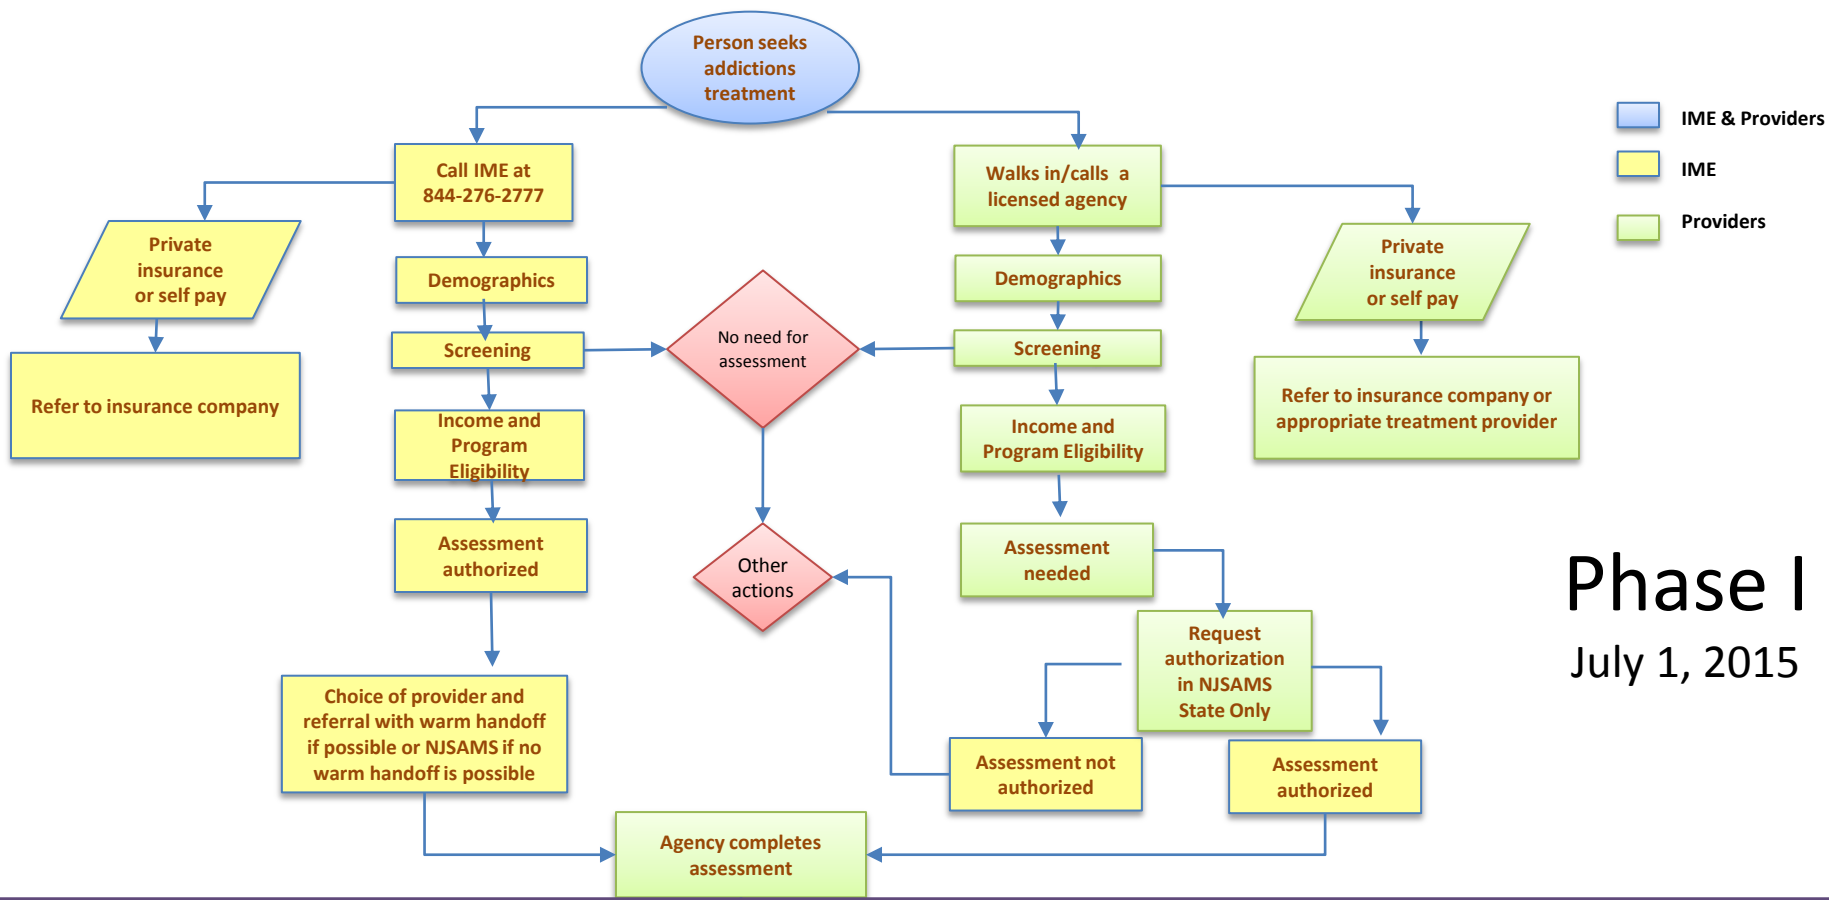 Person seeks
addictions
treatment
IME & Providers
IME
Providers
Call IME at
844-276-2777
Walks in/calls a
licensed agency
Private
insurance
or self pay
Demographics
Demographics
Private
insurance
or self pay
Screening
No need for
assessment
Screening
Refer to insurance company
Income and
Program
Eligibility
Income and
Program Eligibility
Refer to insurance company or
appropriate treatment provider
Assessment
authorized
Other
actions
Assessment
needed
Request
authorization
in NJSAMS
State Only
Phase I
July 1, 2015
Choice of provider and
referral with warm handoff
if possible or NJSAMS if no
warm handoff is possible
Assessment not
authorized
Assessment
authorized
Agency completes
assessment